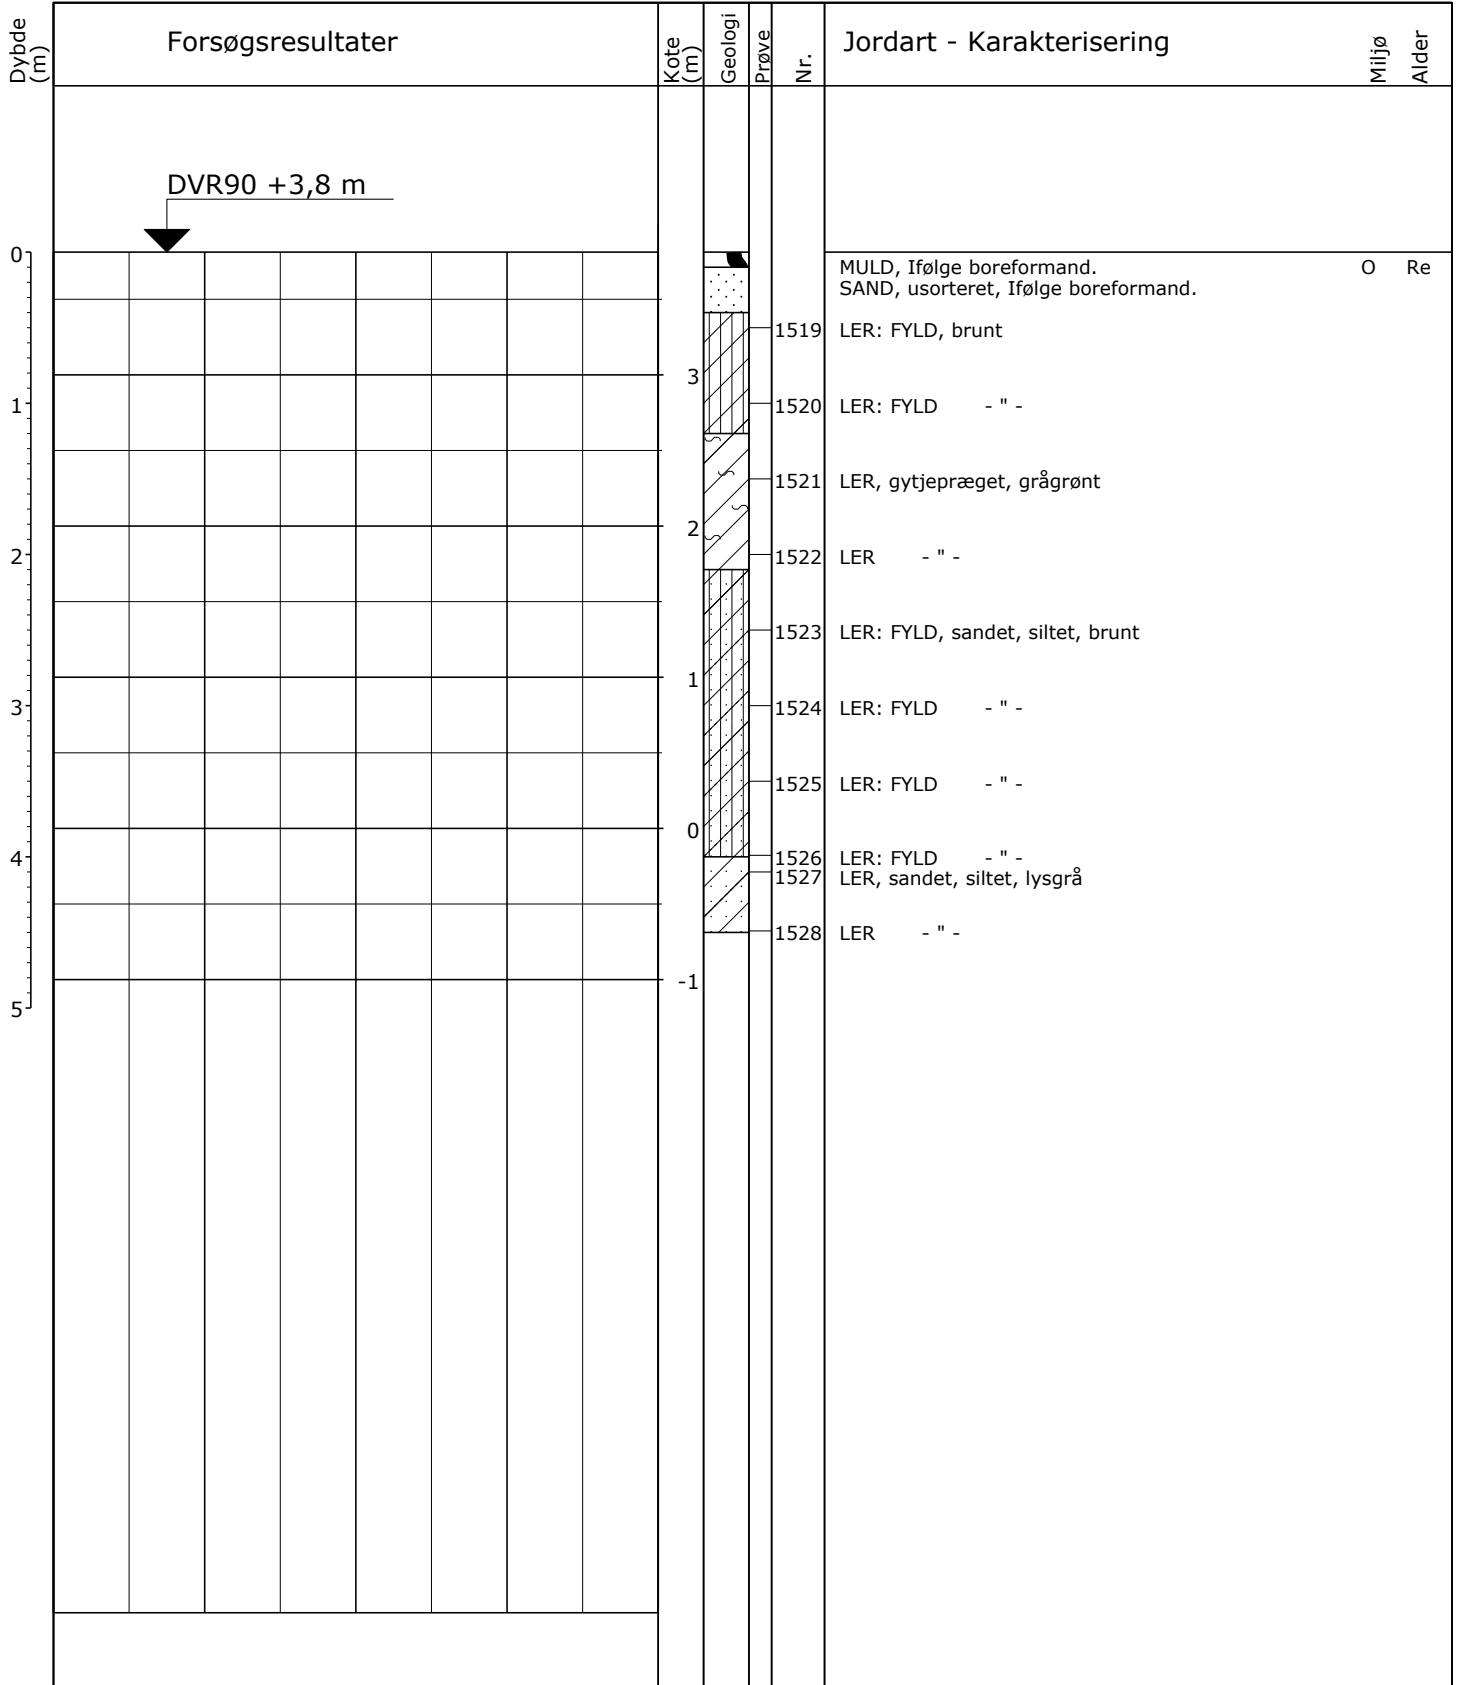 Dybde (m)
Forsøgsresultater
Kote (m)
Geologi
Prøve
Nr.
Jordart - Karakterisering
Miljø
Alder
DVR90 +3,8 m
0
MULD, Ifølge boreformand. O Re
SAND, usorteret, Ifølge boreformand.
1519 LER: FYLD, brunt
3
1
1520 LER: FYLD - " -
1521 LER, gytjepræget, grågrønt
2
2
1522 LER - " -
1523 LER: FYLD, sandet, siltet, brunt
1
3
1524 LER: FYLD - " -
1525 LER: FYLD - " -
0
4
1526 LER: FYLD - " -
1527 LER, sandet, siltet, lysgrå
1528 LER - " -
-1
5